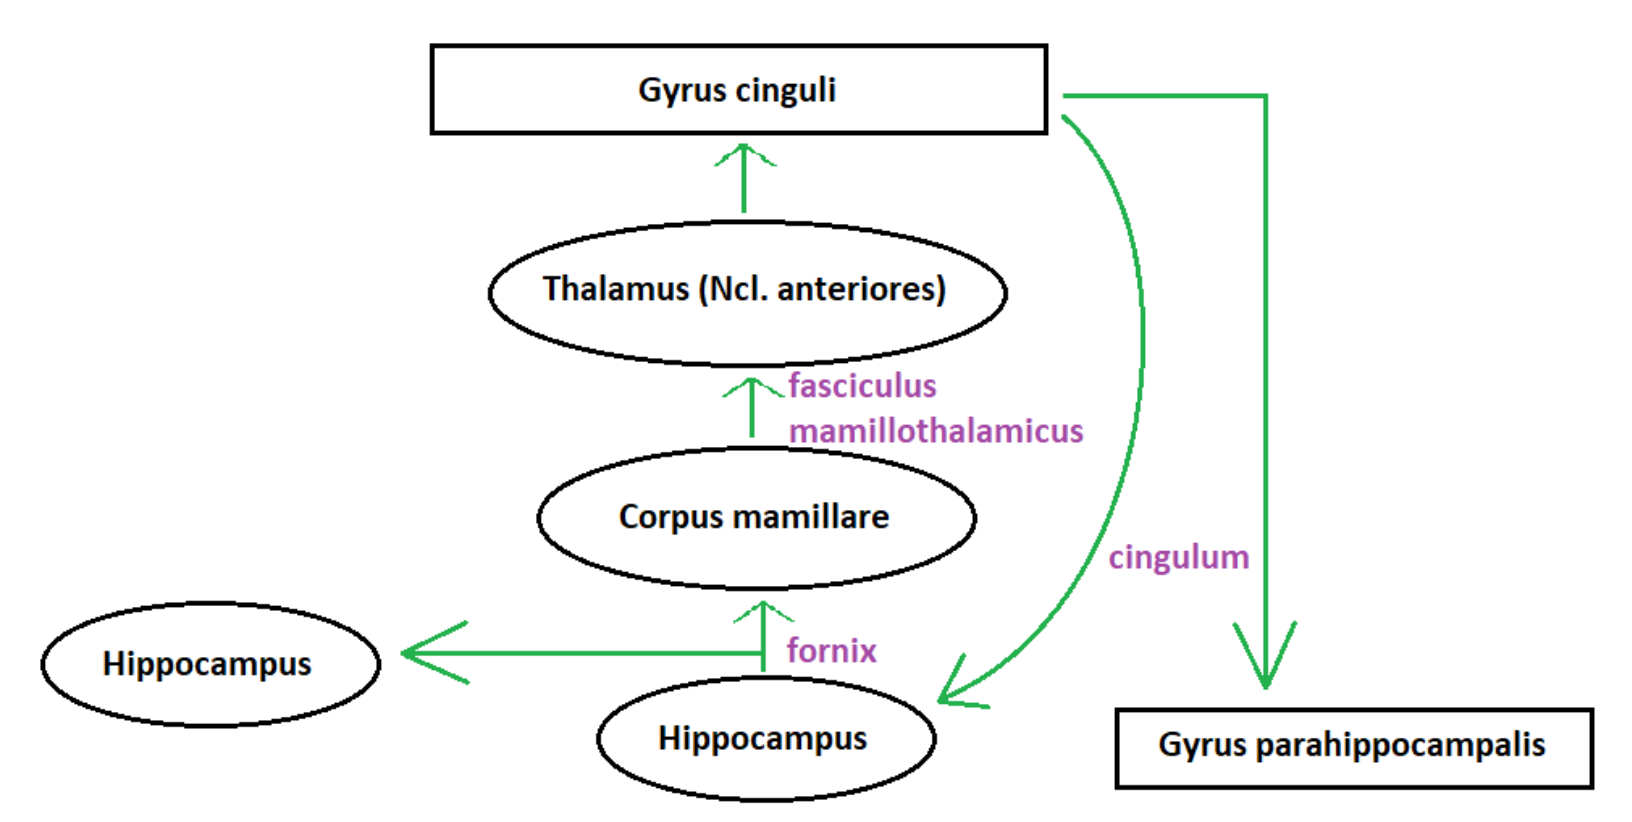 Gyrus cinguli
Thalamus (Ncl. anteriores)
fasciculus
mamillothalamicus
Corpus mamillare
cingulum
fornix
Hippocampus
Hippocampus
Gyrus parahippocampalis